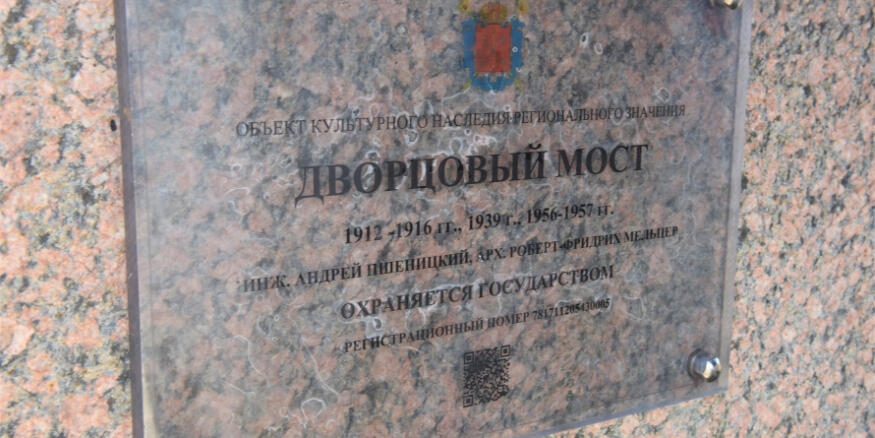 ОБЪЕКТ КУЛЬТУРНОГО НАСЛЕДИЯ РЕГИОНАЛЬНОГО ЗНАЧЕНИЯ
ДВОРЦОВЫЙ МОСТ
1912 -1916 гг., 1939 г., 1956-1957 гг.
ИНЖ. АНДРЕЙ ПШЕНИЦКИЙ, АРХ. РОБЕРТ-ФРИДРИХ МЕЛЬЦЕР
ОХРАНЯЕТСЯ ГОСУДАРСТВОМ
РЕГИСТРАЦИОННЫЙ НОМЕР 781711205430005